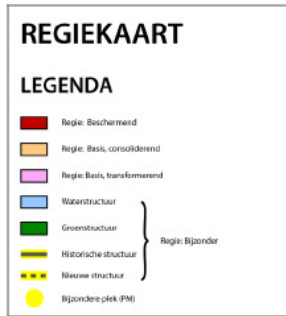 REGIEKAART
LEGENDA
Regie: Beschermend
Regie: Basis, consoliderend
Regie: Basis, transformerend
Waterstructuur
Groenstructuur
Regie: Bijzonder
Historische structuur
Nieuwe structuur
Bijzondere plek (PM)